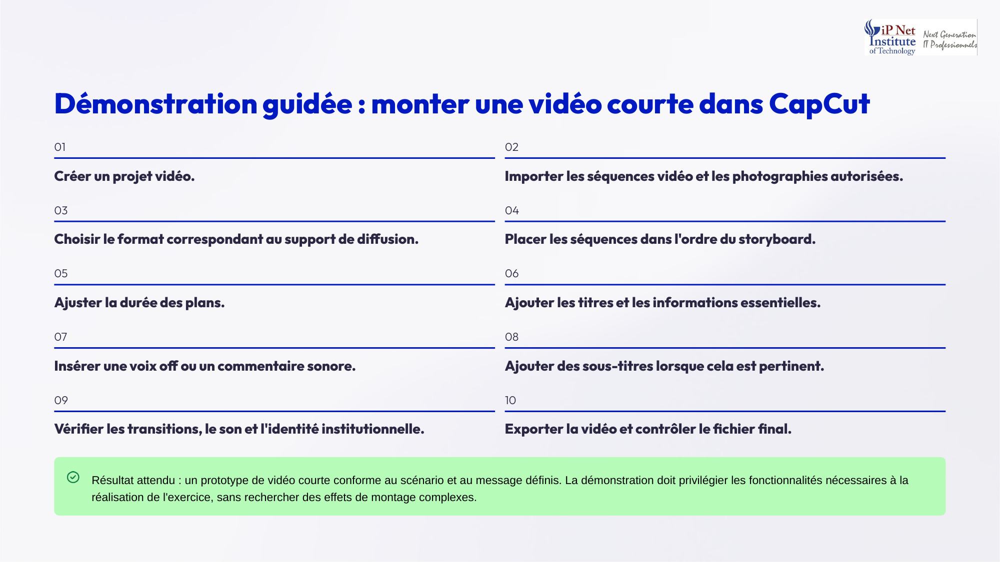 iP Net
Institute
of Technology
Next Generation
IT Professionnels
Démonstration guidée : monter une vidéo courte dans CapCut
01
Créer un projet vidéo.
02
Importer les séquences vidéo et les photographies autorisées.
03
Choisir le format correspondant au support de diffusion.
04
Placer les séquences dans l'ordre du storyboard.
05
Ajuster la durée des plans.
06
Ajouter les titres et les informations essentielles.
07
Insérer une voix off ou un commentaire sonore.
08
Ajouter des sous-titres lorsque cela est pertinent.
09
Vérifier les transitions, le son et l'identité institutionnelle.
10
Exporter la vidéo et contrôler le fichier final.
Résultat attendu : un prototype de vidéo courte conforme au scénario et au message définis. La démonstration doit privilégier les fonctionnalités nécessaires à la
réalisation de l'exercice, sans rechercher des effets de montage complexes.